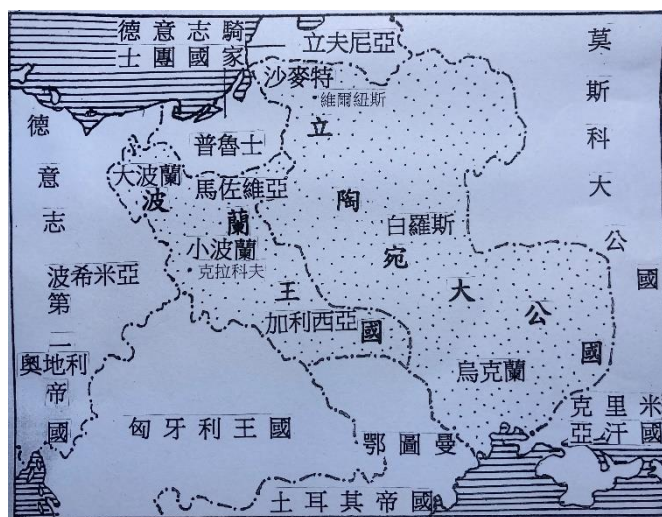 德意志騎
士團國家
立夫尼亞
莫斯科大公國
沙麥特
維爾紐斯
立陶宛大公國
德意志第二帝國
普魯士
大波蘭
馬佐維亞
波蘭王國
白羅斯
小波蘭
克拉科夫
波希米亞
加利西亞
奧地利
烏克蘭
匈牙利王國
鄂圖曼
土耳其帝國
克里米
亞汗國